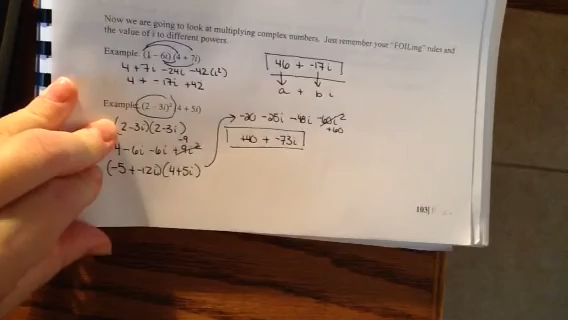 Now we are going to look at multiplying complex numbers. Just remember your "FOILing" rules and
the value of i to different powers.
Example: (1 - 6i)(4 + 7i)
4 + 7i - 24i - 42(i²)
4 + -17i + 42
46 + -17i
a + bi
Example: (2 - 3i)²(4 + 5i)
(2-3i)(2-3i)
-9
4 - 6i - 6i + 9i²
(-5 + -12i)(4+5i)
-20 - 25i - 48i - 60i²
+60
+40 + -73i
103